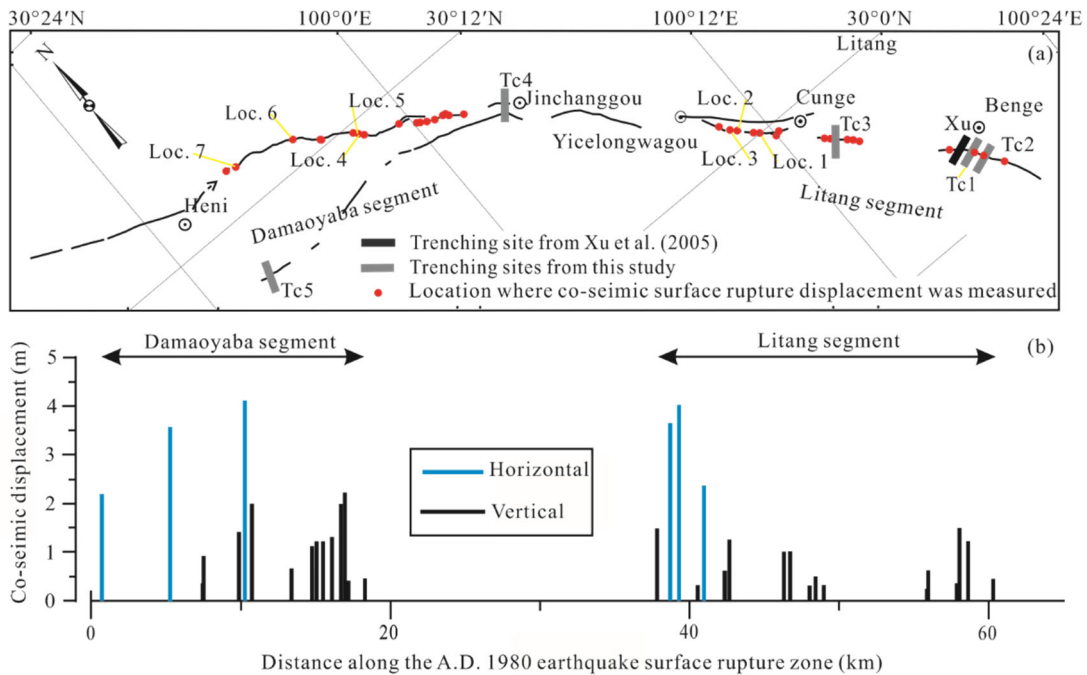 30°24′N 100°0′E 30°12′N 100°12′E 30°0′N 100°24′E
N
Litang
(a)
Tc4
Jinchanggou
Loc. 6
Loc. 5
Loc. 2
Cunge
Benge
Xu
Tc3
Yicelongwagou
Tc2
Loc. 7
Loc. 4
Loc. 3
Loc. 1
Tc1
Heni
Damaoyaba segment
Litang segment
Trenching site from Xu et al. (2005)
Trenching sites from this study
Tc5
Location where co-seimic surface rupture displacement was measured
Damaoyaba segment
Litang segment
(b)
Co-seimic displacement (m)
5
4
3
2
1
0
Horizontal
Vertical
0 20 40 60
Distance along the A.D. 1980 earthquake surface rupture zone (km)